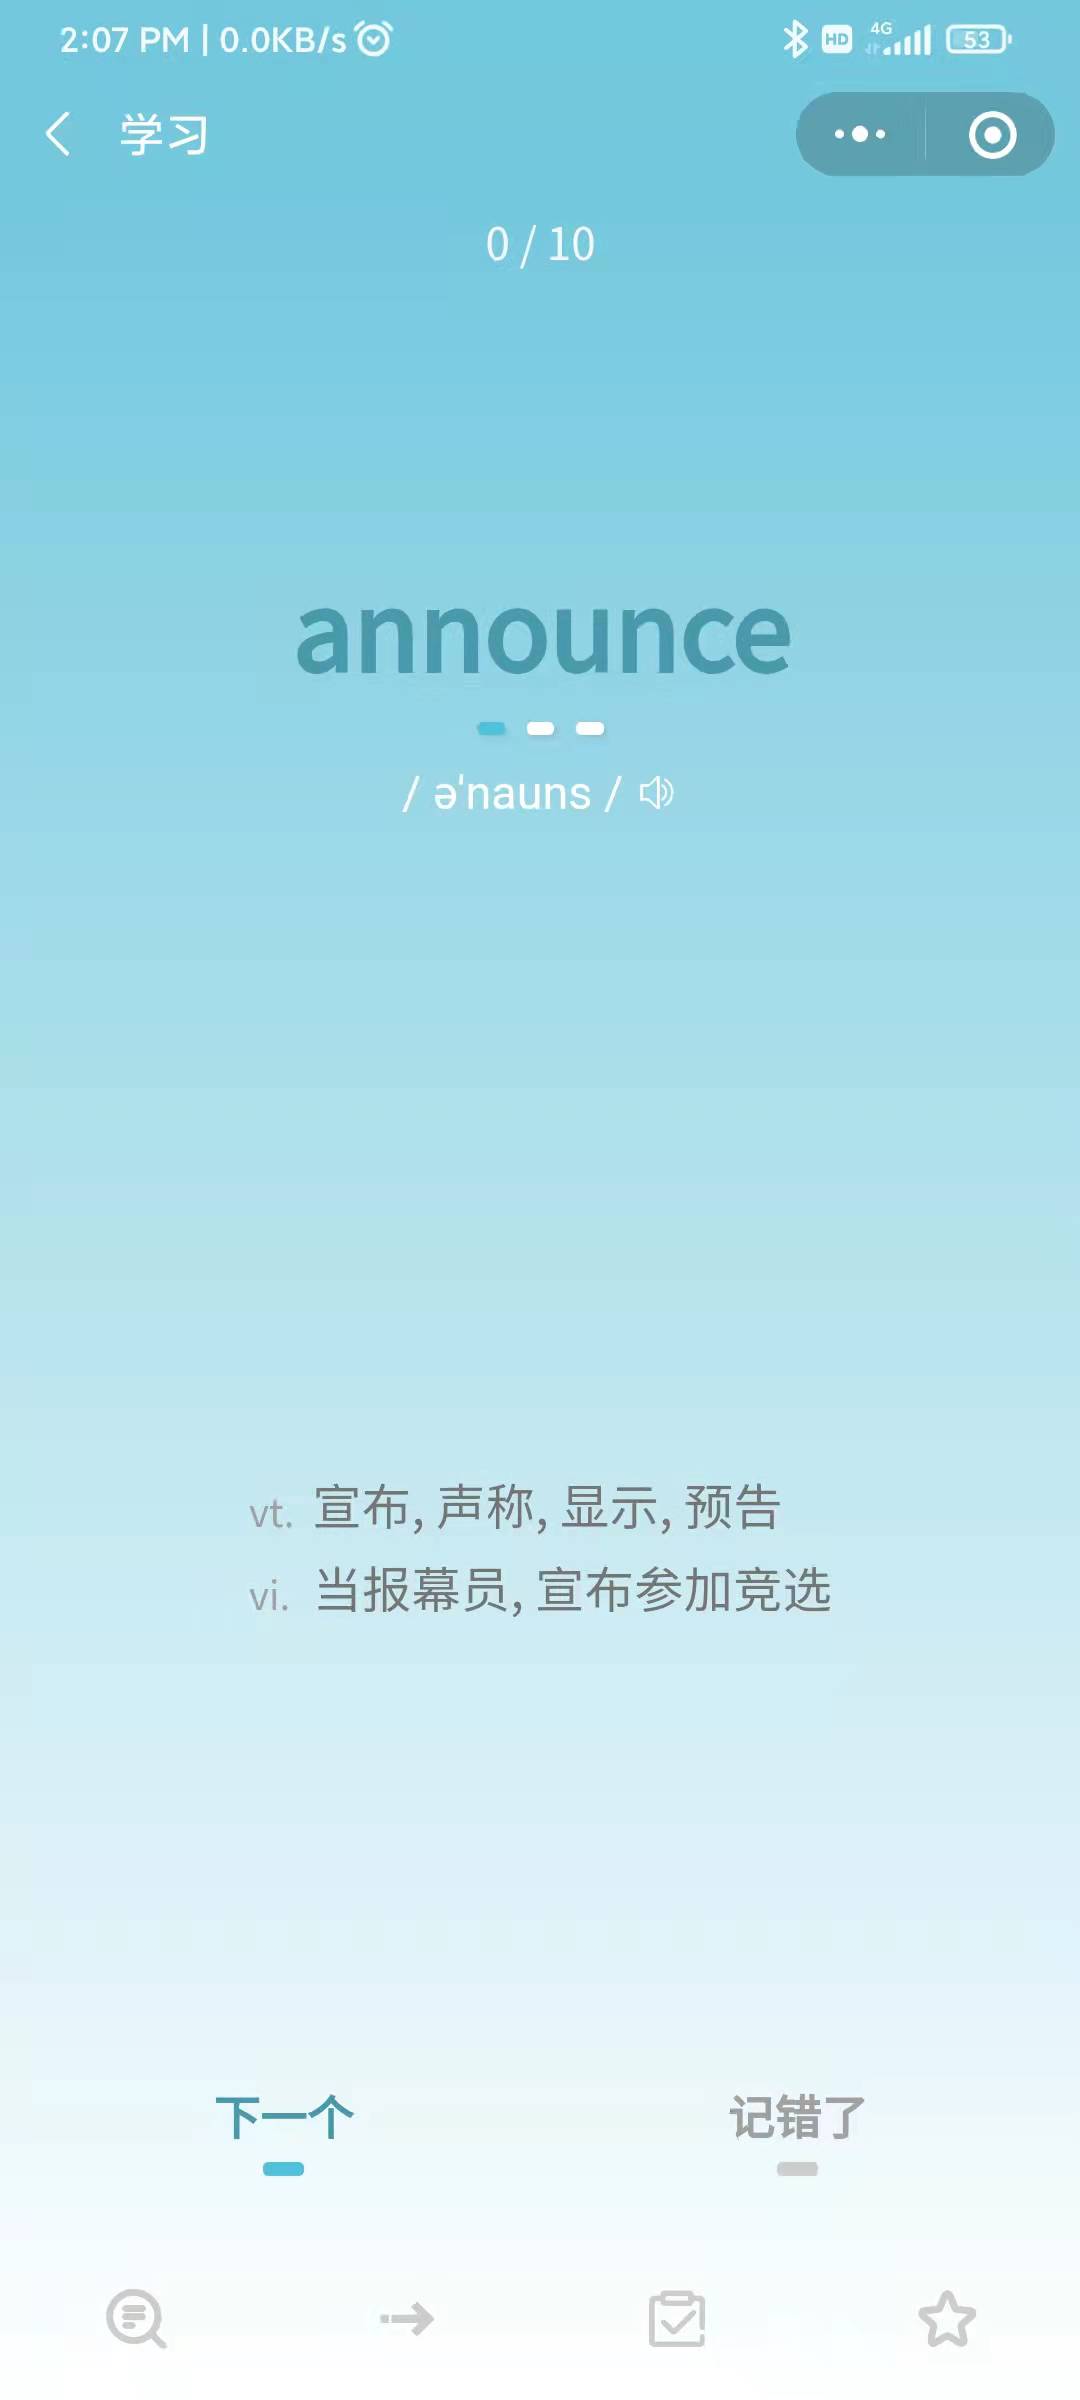 2:07 PM | 0.0KB/s
HD 4G 53
学习
0 / 10
announce
/ ə'nauns /
vt. 宣布, 声称, 显示, 预告
vi. 当报幕员, 宣布参加竞选
下一个 记错了